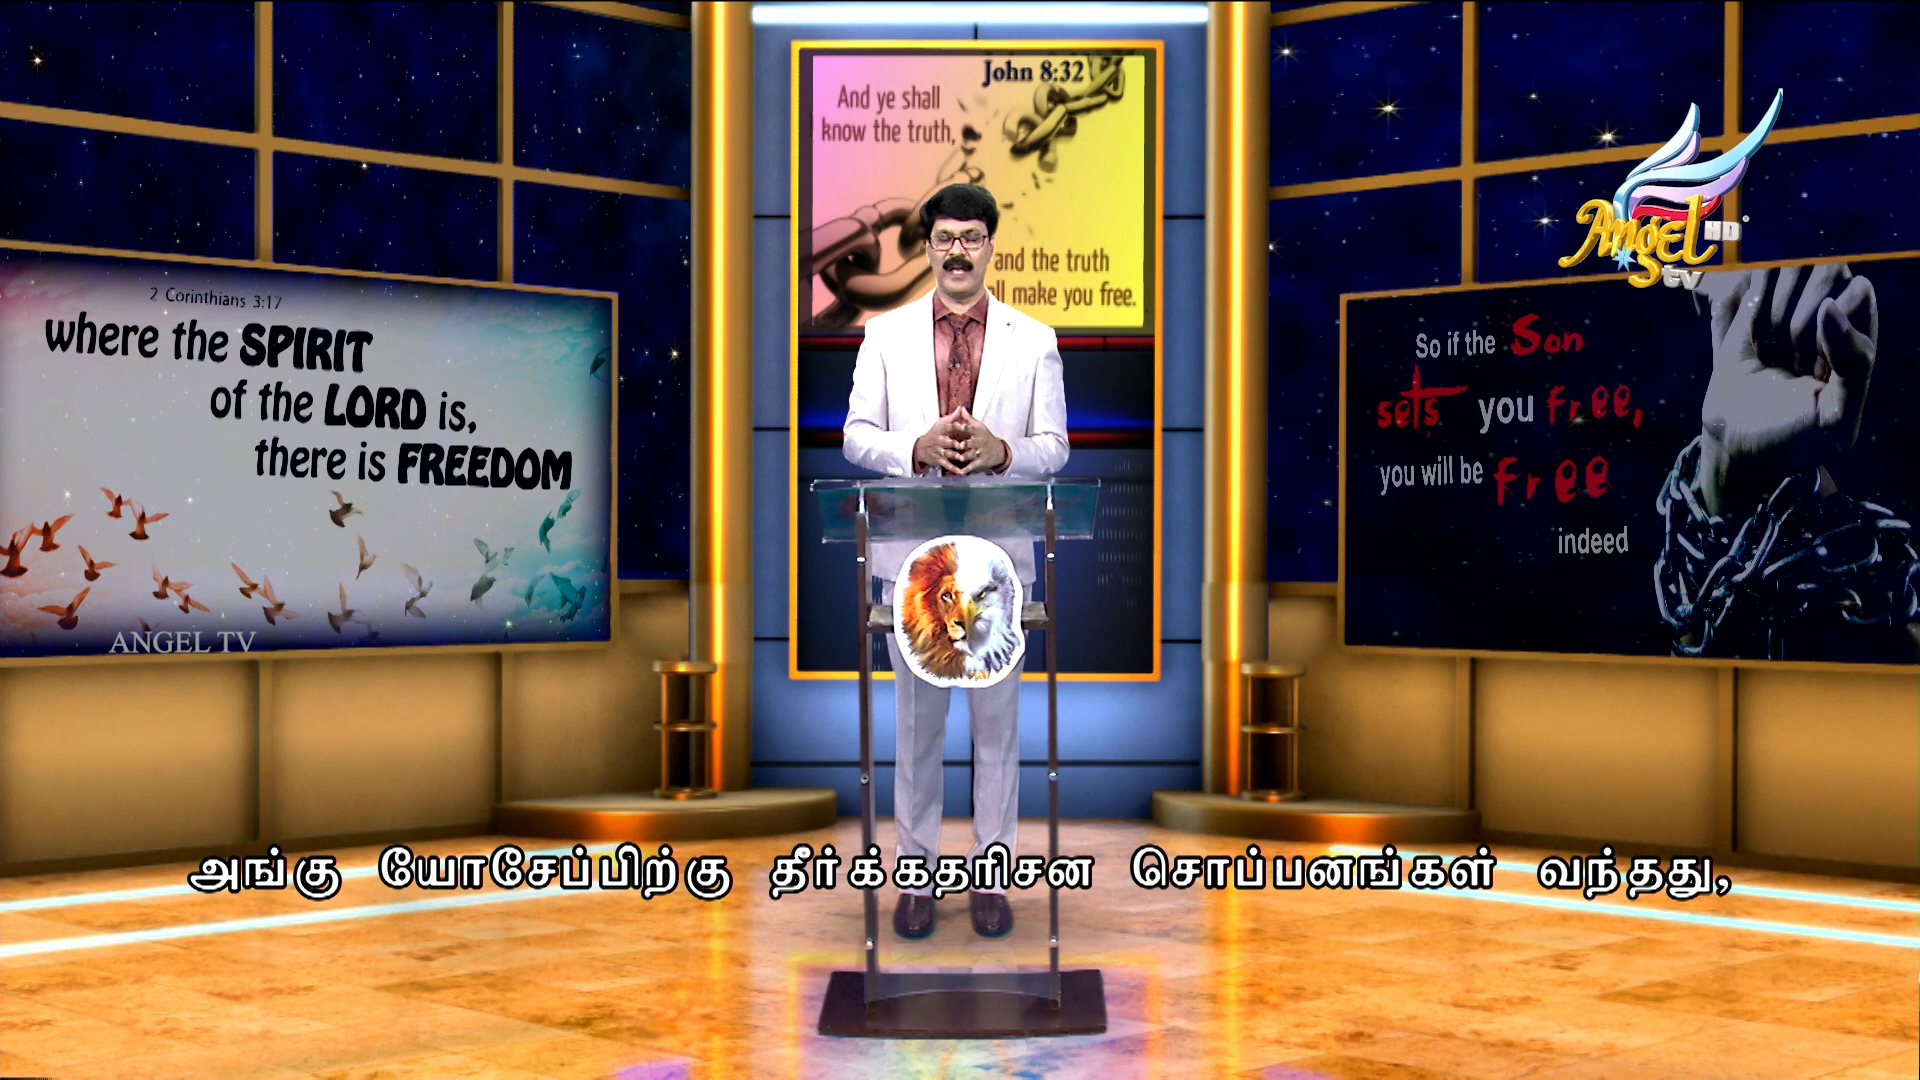 2 Corinthians 3:17
where the SPIRIT
of the LORD is,
there is FREEDOM
ANGEL TV
John 8:32
And ye shall
know the truth,
and the truth
ll make you free.
Angel HD
tv
So if the Son
sets you free,
you will be free
indeed
அங்கு யோசேப்பிற்கு தீர்க்கதரிசன சொப்பனங்கள் வந்தது,